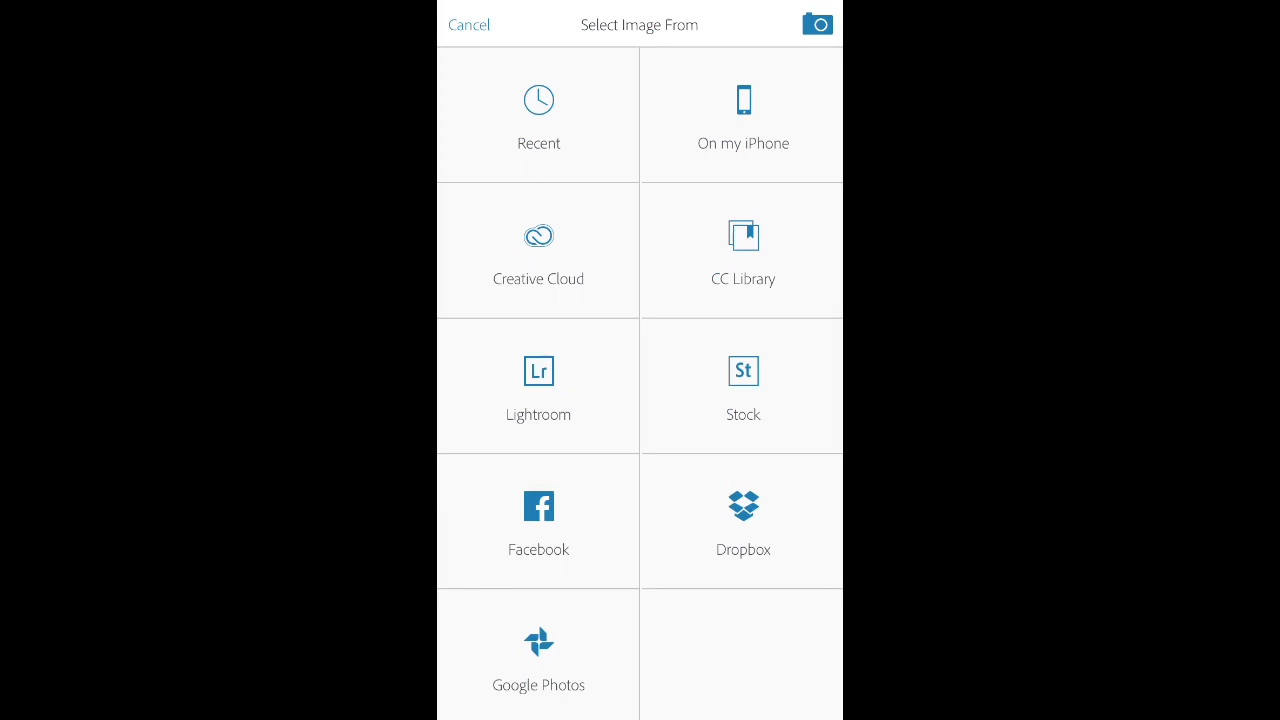 Cancel Select Image From
Recent On my iPhone
Creative Cloud CC Library
Lr St
Lightroom Stock
f
Facebook Dropbox
Google Photos